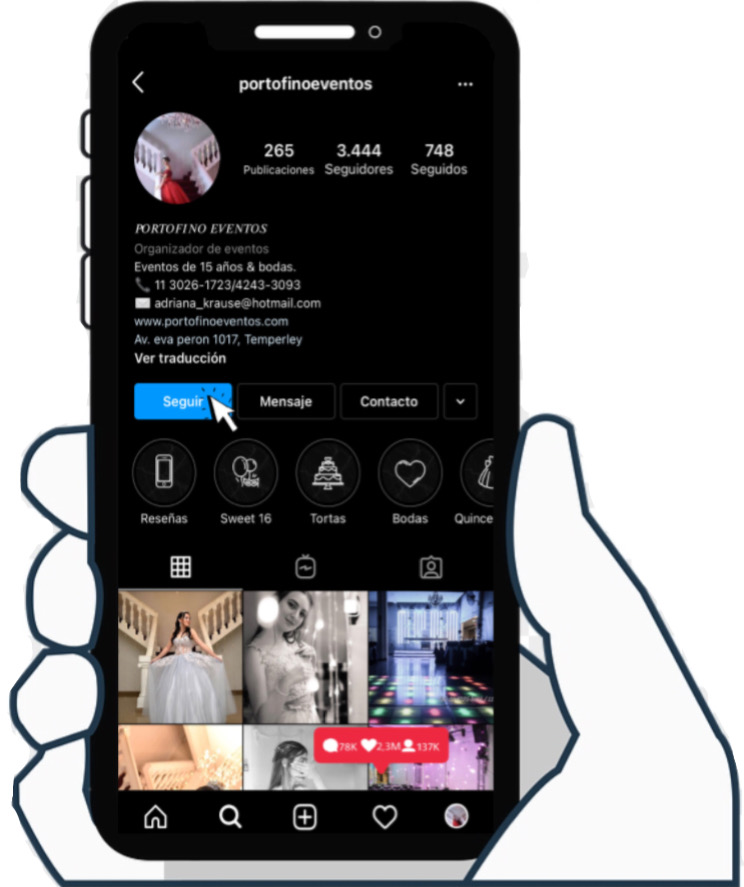 portofinoeventos
265 3.444 748
Publicaciones Seguidores Seguidos
PORTOFINO EVENTOS
Organizador de eventos
Eventos de 15 años & bodas.
11 3026-1723/4243-3093
adriana_krause@hotmail.com
www.portofinoeventos.com
Av. eva peron 1017, Temperley
Ver traducción
Seguir Mensaje Contacto
Reseñas Sweet 16 Tortas Bodas Quince
78K 2,3M 137K